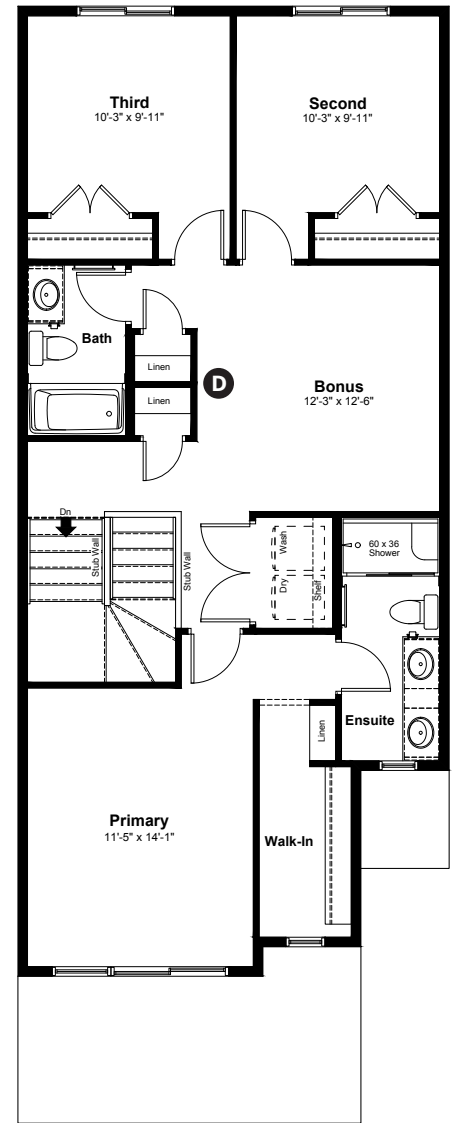 Third
10'-3" x 9'-11"
Second
10'-3" x 9'-11"
Bath
Linen
D
Bonus
12'-3" x 12'-6"
Linen
Dn
Stub Wall
Stub Wall
Wash
Dry
Shelf
60 x 36
Shower
Ensuite
Linen
Primary
11'-5" x 14'-1"
Walk-In